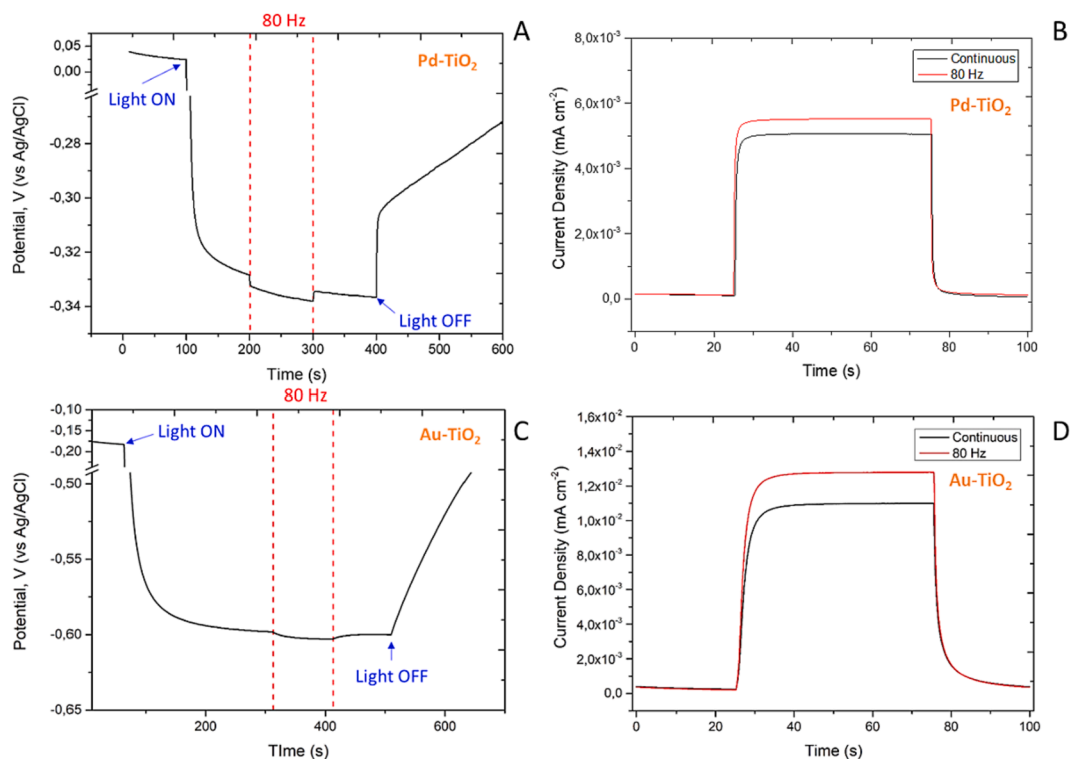 80 Hz
A
Pd-TiO2
Light ON
Light OFF
0,05
0,00
-0,28
-0,30
-0,32
-0,34
Potential, V (vs Ag/AgCl)
0 100 200 300 400 500 600
Time (s)
B
8,0x10-3
6,0x10-3
4,0x10-3
2,0x10-3
0,0
Current Density (mA cm-2)
Continuous
80 Hz
Pd-TiO2
0 20 40 60 80 100
Time (s)
80 Hz
C
Au-TiO2
Light ON
Light OFF
-0,10
-0,15
-0,20
-0,50
-0,55
-0,60
-0,65
Potential, V (vs Ag/AgCl)
200 400 600
TIme (s)
D
1,6x10-2
1,4x10-2
1,2x10-2
1,0x10-2
8,0x10-3
6,0x10-3
4,0x10-3
2,0x10-3
0,0
Current Density (mA cm-2)
Continuous
80 Hz
Au-TiO2
0 20 40 60 80 100
Time (s)